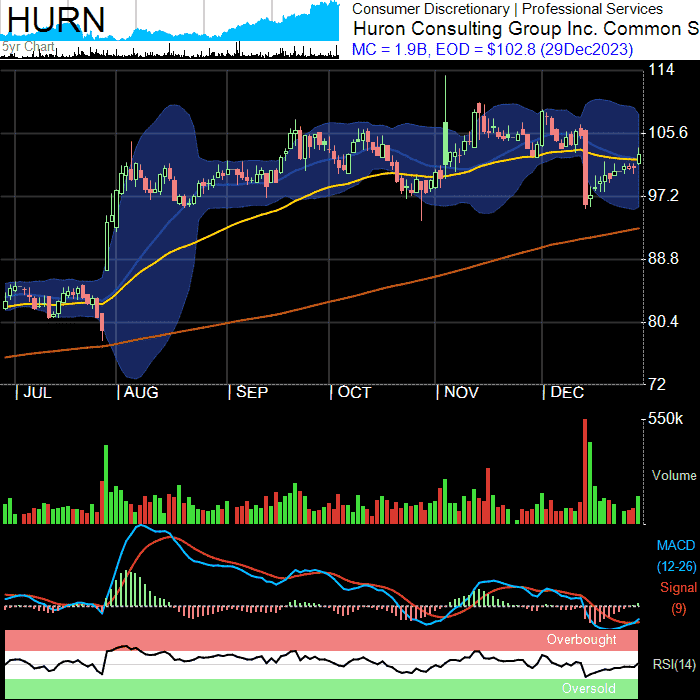 HURN
5yr Chart
Consumer Discretionary | Professional Services
Huron Consulting Group Inc. Common S
MC = 1.9B, EOD = $102.8 (29Dec2023)
114
105.6
97.2
88.8
80.4
72
JUL AUG SEP OCT NOV DEC
550k
Volume
MACD
(12-26)
Signal
(9)
Overbought
RSI(14)
Oversold